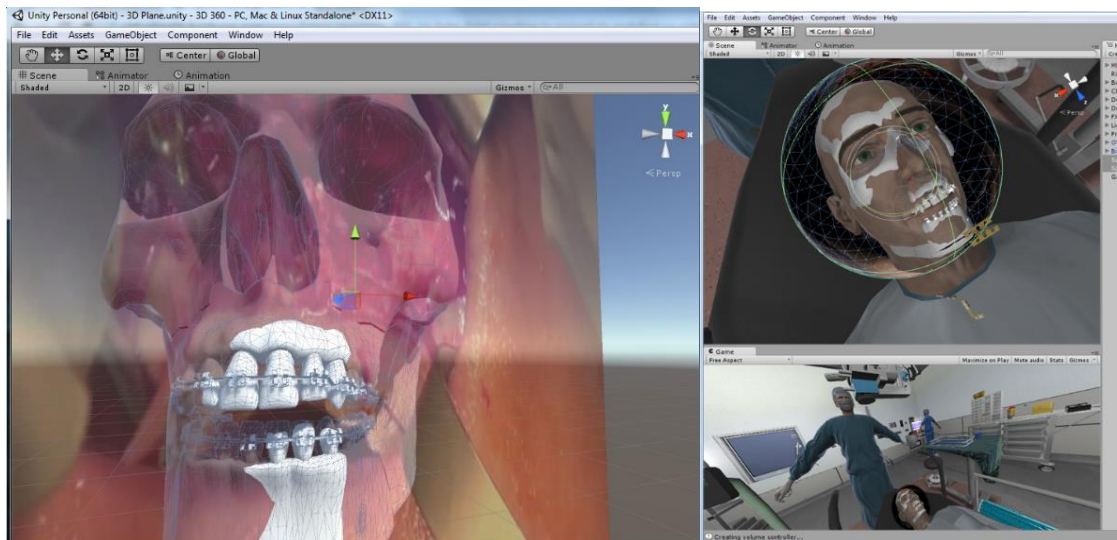 Unity Personal (64bit) - 3D Plane.unity - 3D 360 - PC, Mac & Linux Standalone* <DX11>
File Edit Assets GameObject Component Window Help
Center Global
Scene Animator Animation
Shaded 2D Gizmos All
y
x
Persp
File Edit Assets GameObject Component Window Help
Center Global
Scene Animator Animation
Shaded 2D Gizmos All
Persp
Game
Free Aspect Maximize on Play Mute audio Stats Gizmos
Creating volume controller...